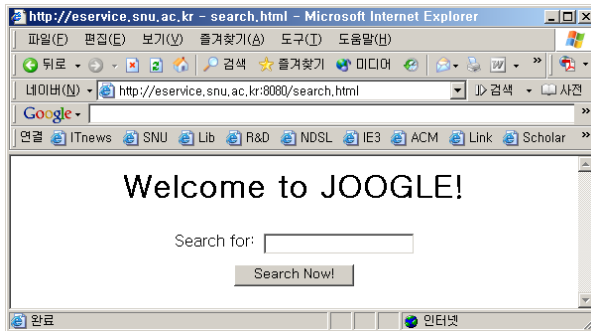 http://eservice.snu.ac.kr - search.html - Microsoft Internet Explorer
파일(F) 편집(E) 보기(V) 즐겨찾기(A) 도구(T) 도움말(H)
뒤로 검색 즐겨찾기 미디어 »
네이버(N) http://eservice.snu.ac.kr:8080/search.html 검색 사전
Google »
연결 ITnews SNU Lib R&D NDSL IE3 ACM Link Scholar »
Welcome to JOOGLE!
Search for:
Search Now!
완료 인터넷